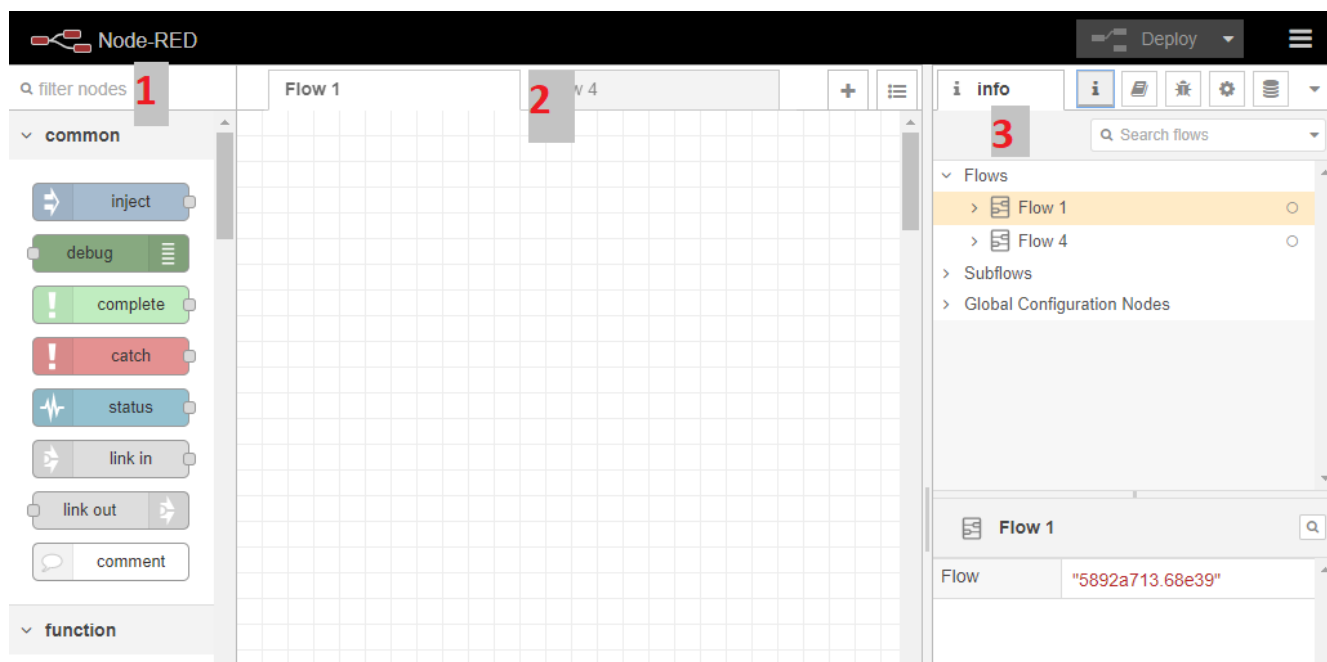 Node-RED
Deploy
filter nodes
1
Flow 1
2
4
info
3
Search flows
common
inject
debug
complete
catch
status
link in
link out
comment
function
Flows
Flow 1
Flow 4
Subflows
Global Configuration Nodes
Flow 1
Flow "5892a713.68e39"